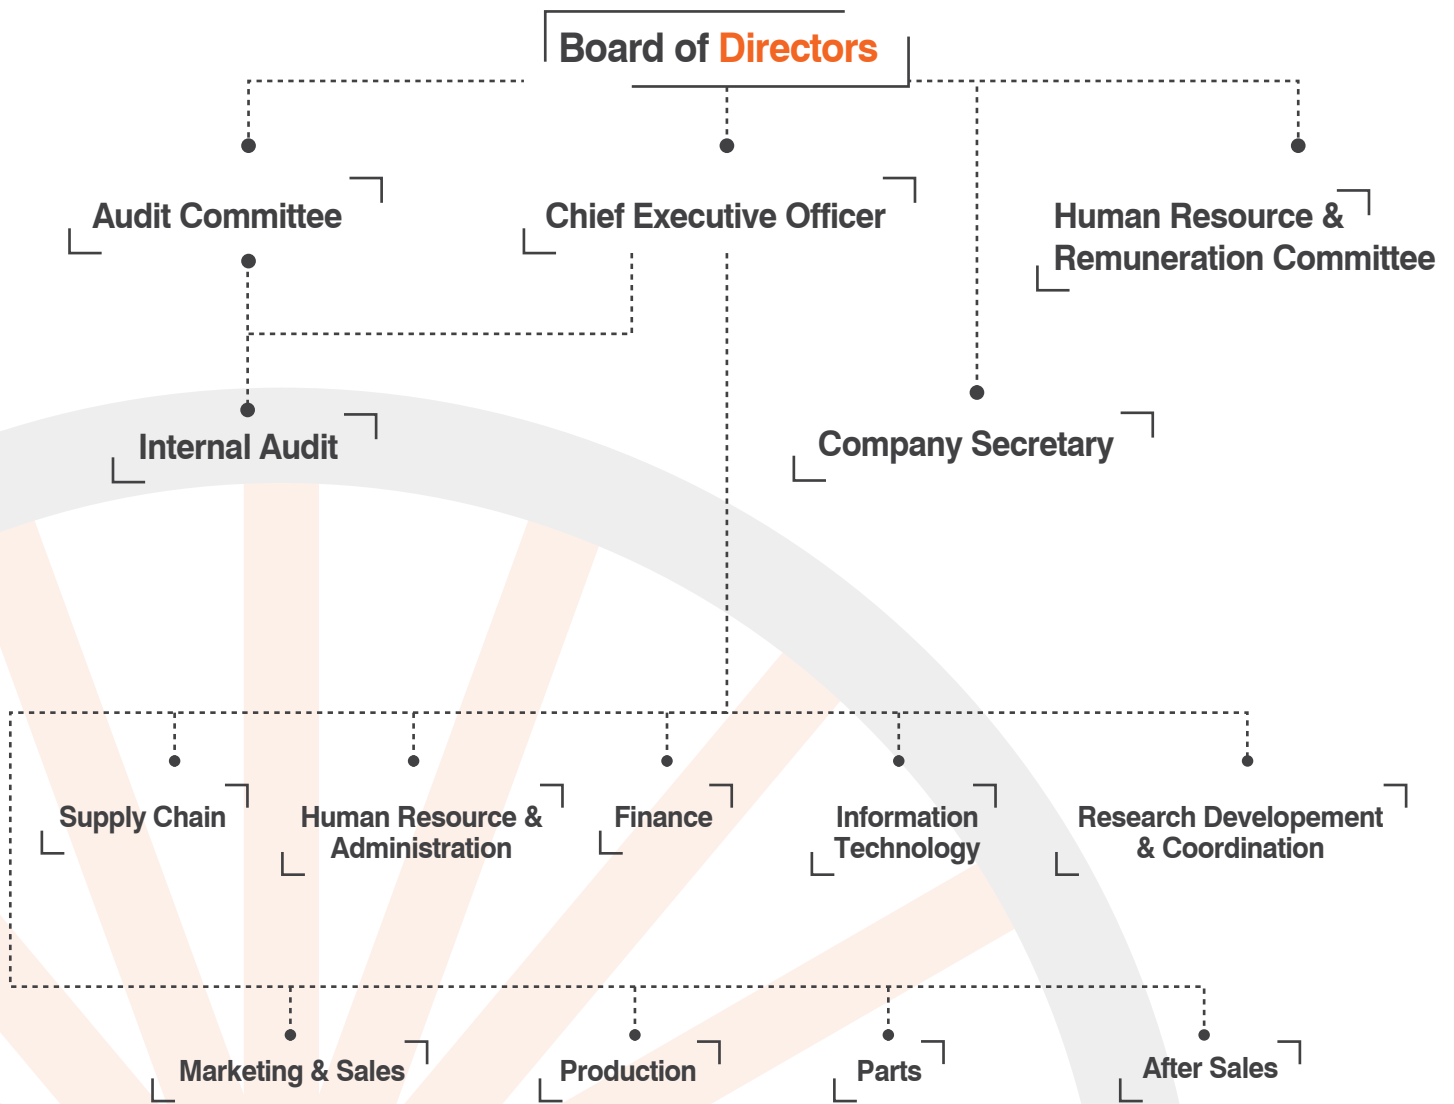 Board of Directors
Audit Committee
Chief Executive Officer
Human Resource &
Remuneration Committee
Internal Audit
Company Secretary
Supply Chain
Human Resource &
Administration
Finance
Information
Technology
Research Developement
& Coordination
Marketing & Sales
Production
Parts
After Sales